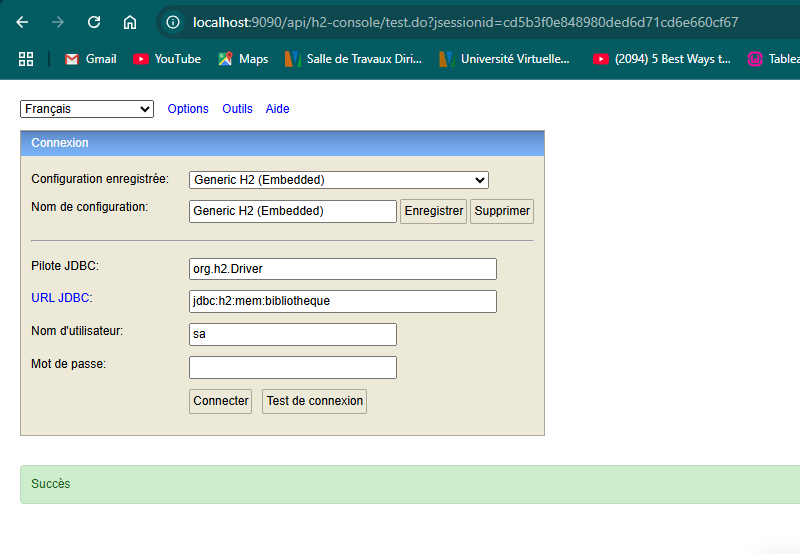 localhost:9090/api/h2-console/test.do?jsessionid=cd5b3f0e848980ded6d71cd6e660cf67
Gmail YouTube Maps Salle de Travaux Diri... Université Virtuelle... (2094) 5 Best Ways t... Tablea
Français Options Outils Aide
Connexion
Configuration enregistrée: Generic H2 (Embedded)
Nom de configuration: Generic H2 (Embedded) Enregistrer Supprimer
Pilote JDBC: org.h2.Driver
URL JDBC: jdbc:h2:mem:bibliotheque
Nom d'utilisateur: sa
Mot de passe:
Connecter Test de connexion
Succès